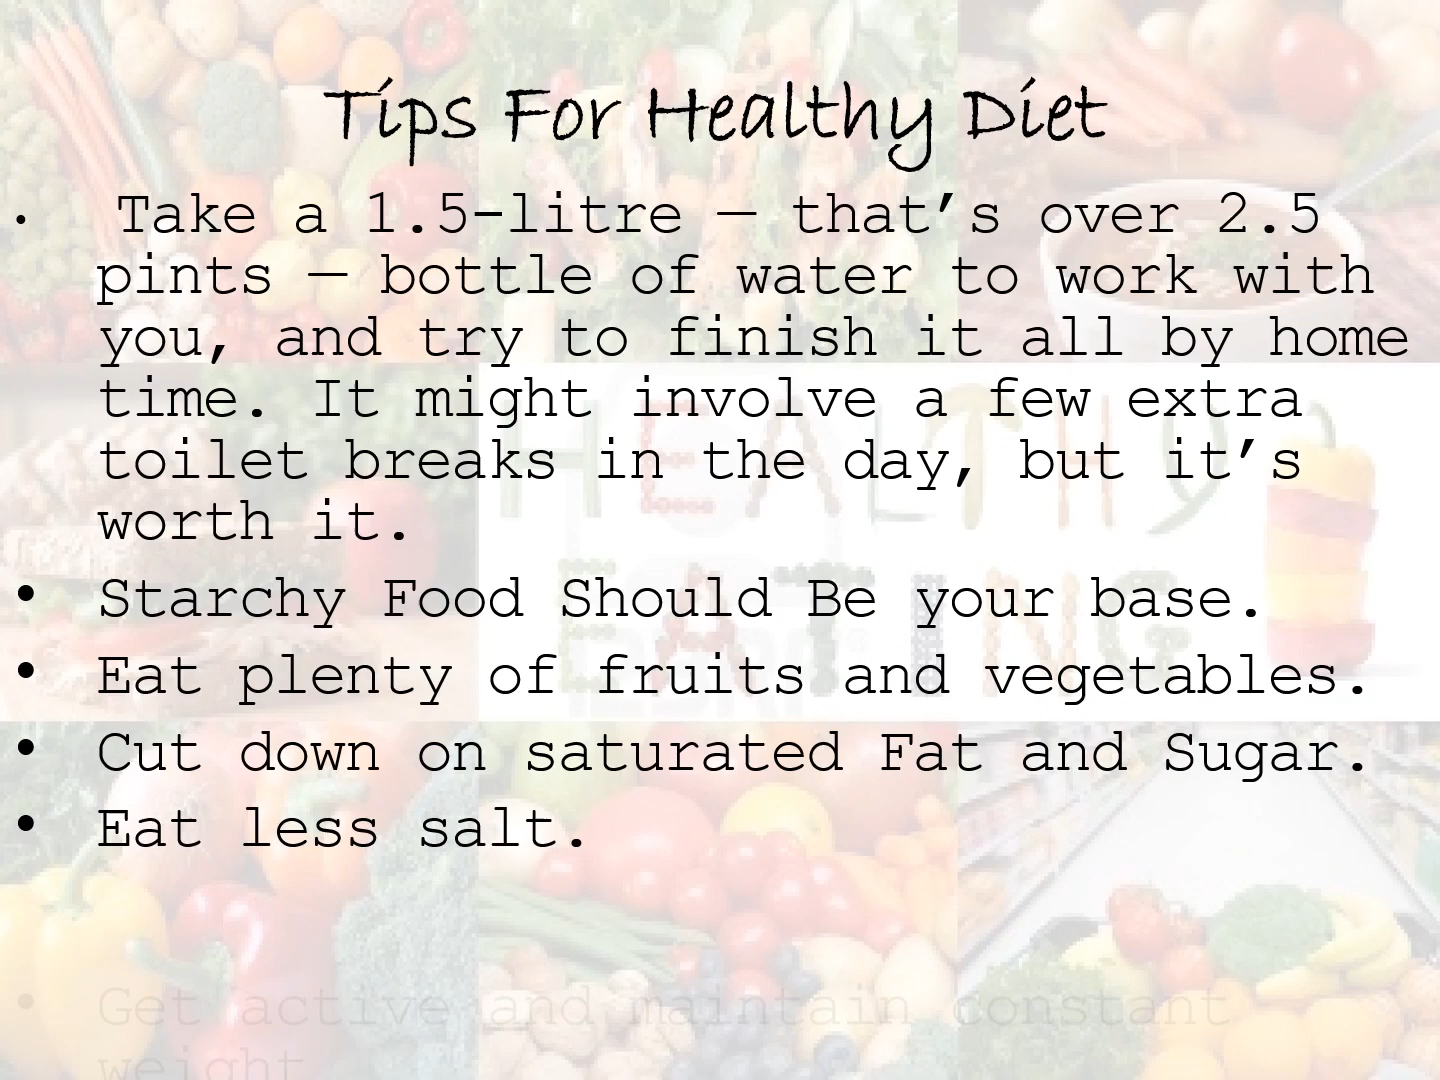 Tips For Healthy Diet
• Take a 1.5-litre – that’s over 2.5
pints – bottle of water to work with
you, and try to finish it all by home
time. It might involve a few extra
toilet breaks in the day, but it’s
worth it.
• Starchy Food Should Be your base.
• Eat plenty of fruits and vegetables.
• Cut down on saturated Fat and Sugar.
• Eat less salt.
• Get active and maintain constant
weight
HEALTHY
EATING